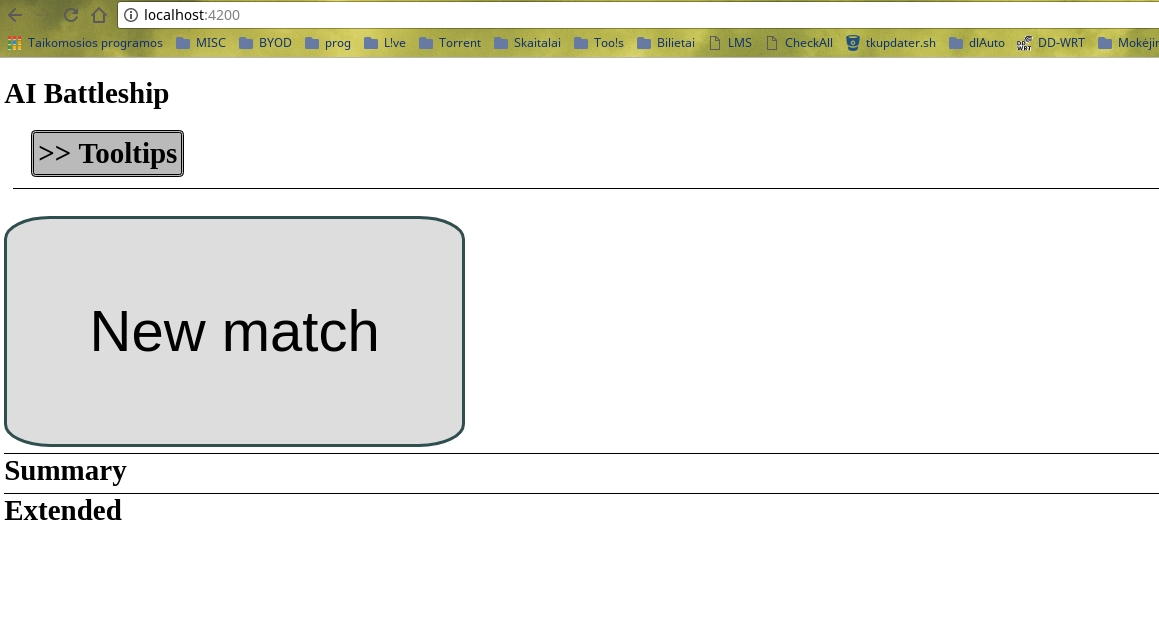 localhost:4200
Taikomosios programos MISC BYOD prog L!ve Torrent Skaitalai Too!s Bilietai LMS CheckAll tkupdater.sh dlAuto DD-WRT Mokėjir
AI Battleship
>> Tooltips
New match
Summary
Extended